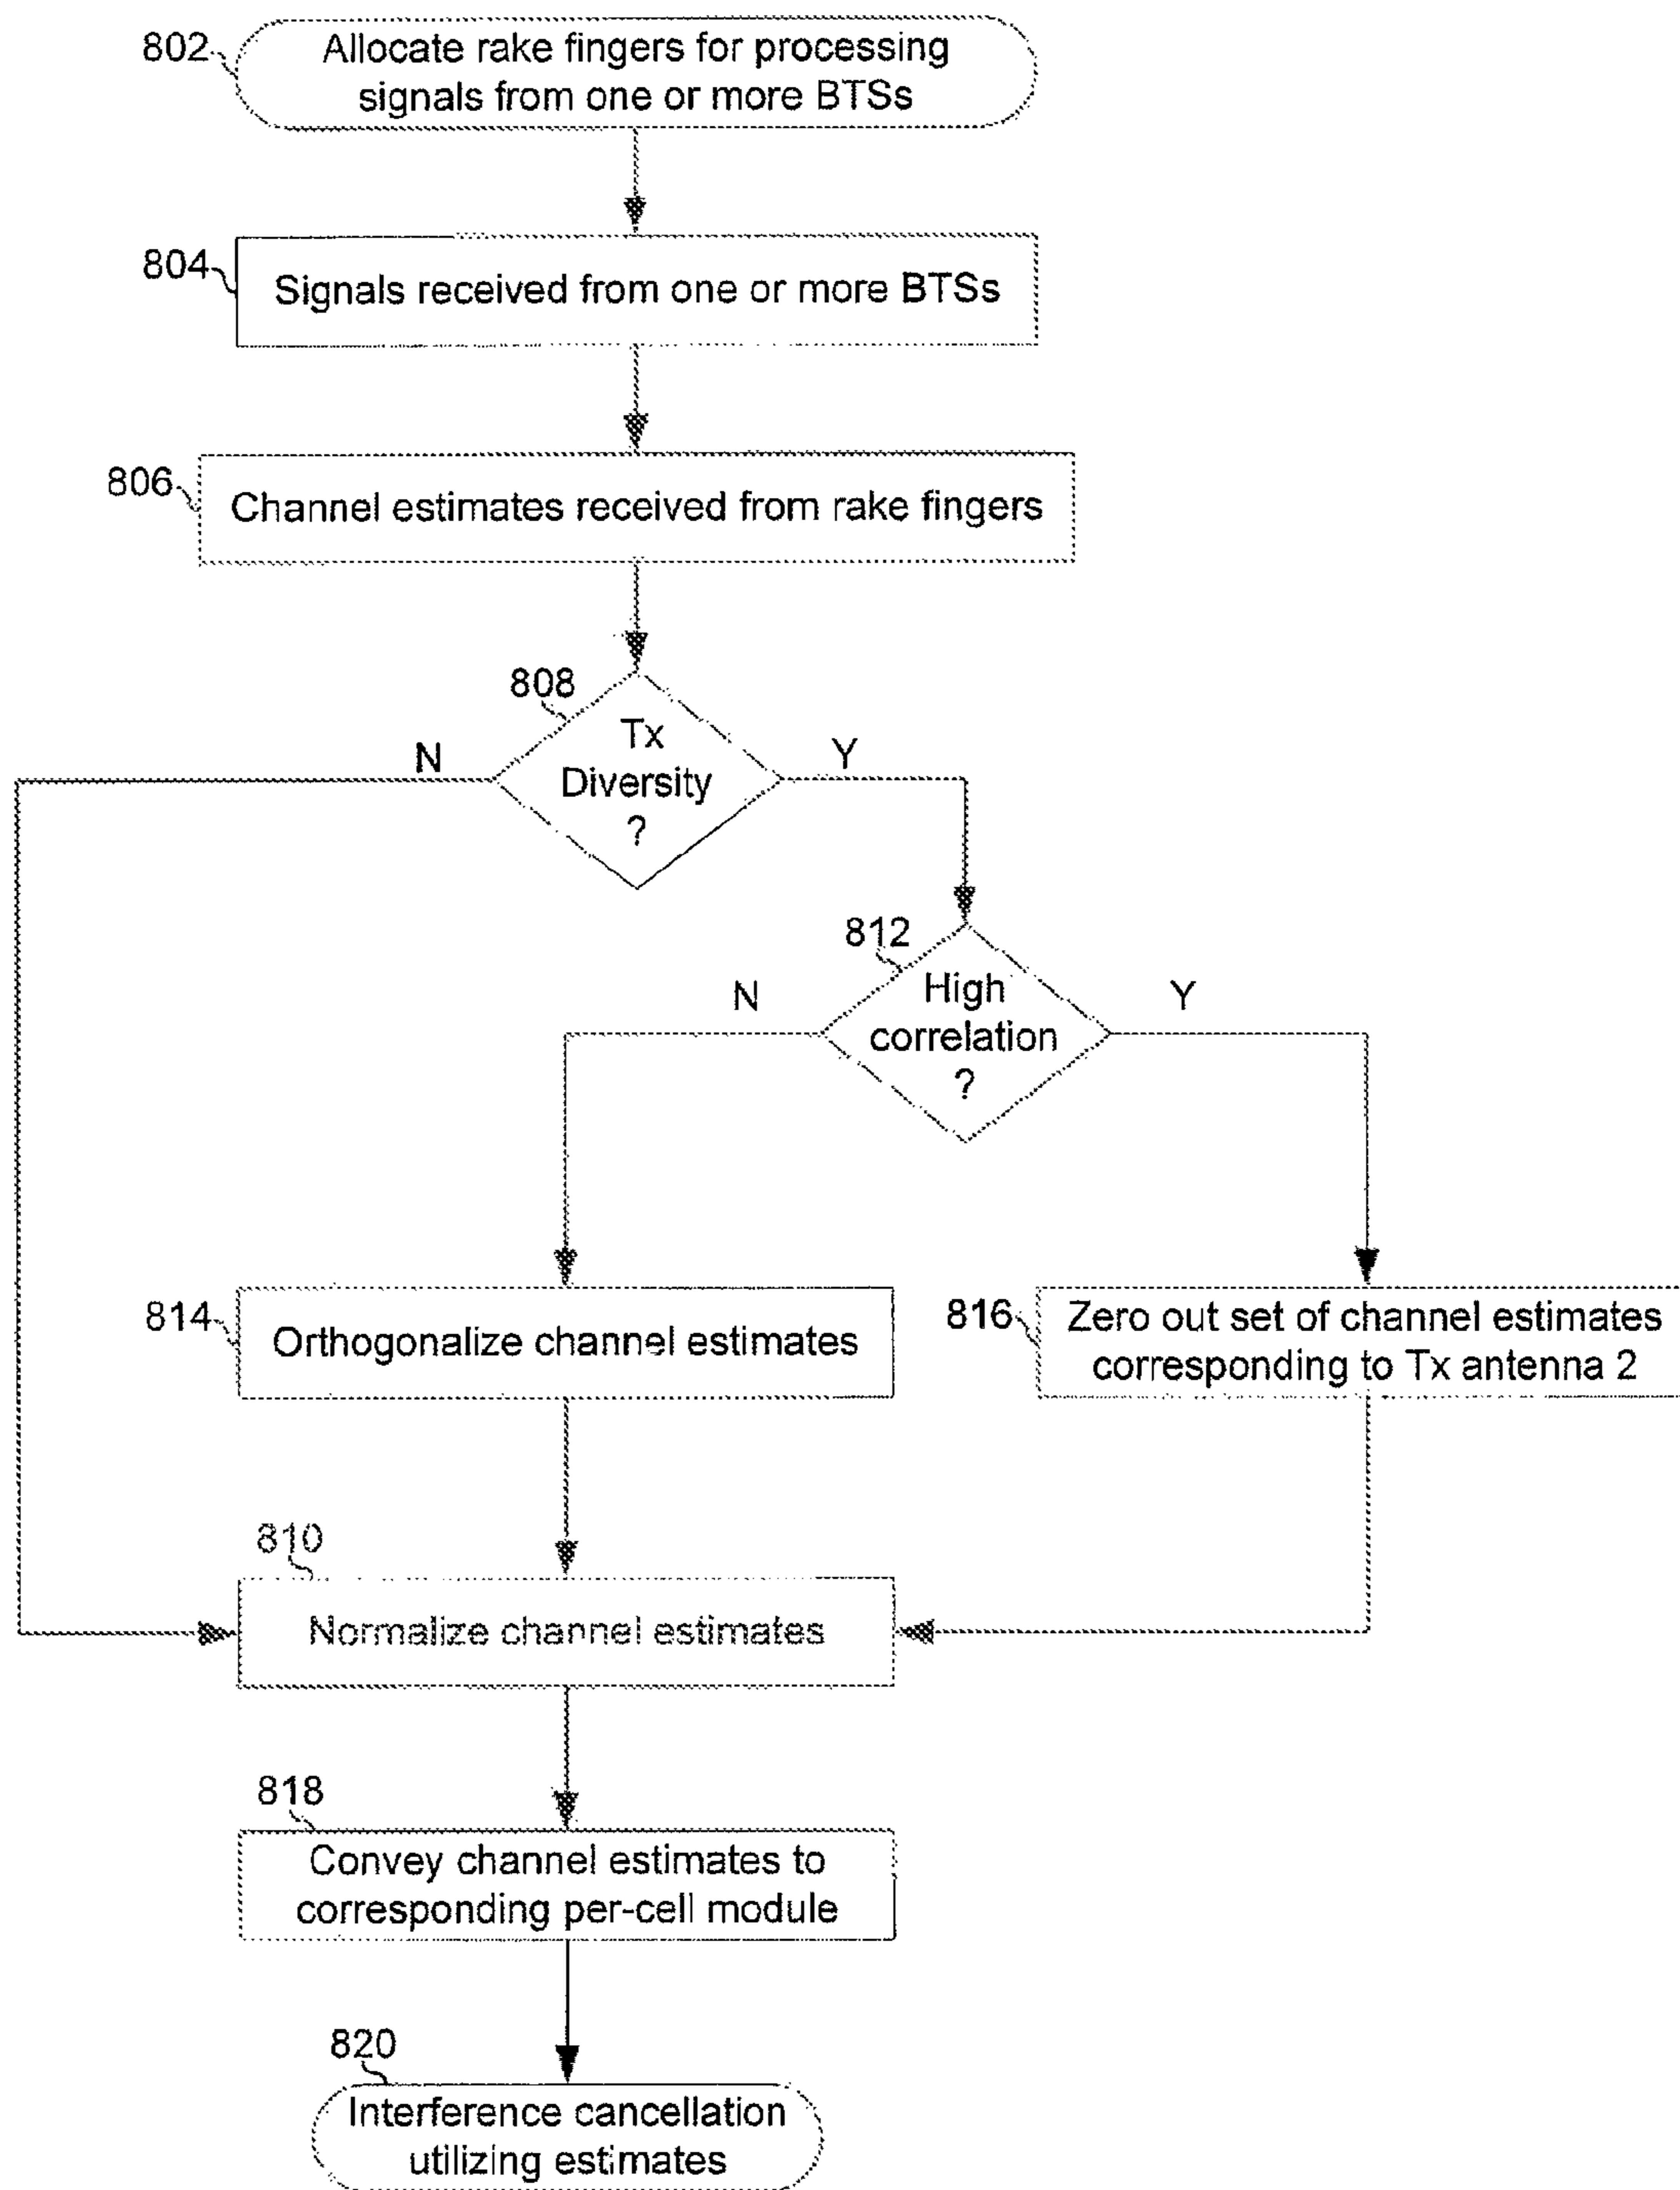 802
Allocate rake fingers for processing
signals from one or more BTSs
804
Signals received from one or more BTSs
806
Channel estimates received from rake fingers
808
Tx
Diversity
?
N
Y
812
High
correlation
?
N
Y
814
Orthogonalize channel estimates
816
Zero out set of channel estimates
corresponding to Tx antenna 2
810
Normalize channel estimates
818
Convey channel estimates to
corresponding per-cell module
820
Interference cancellation
utilizing estimates